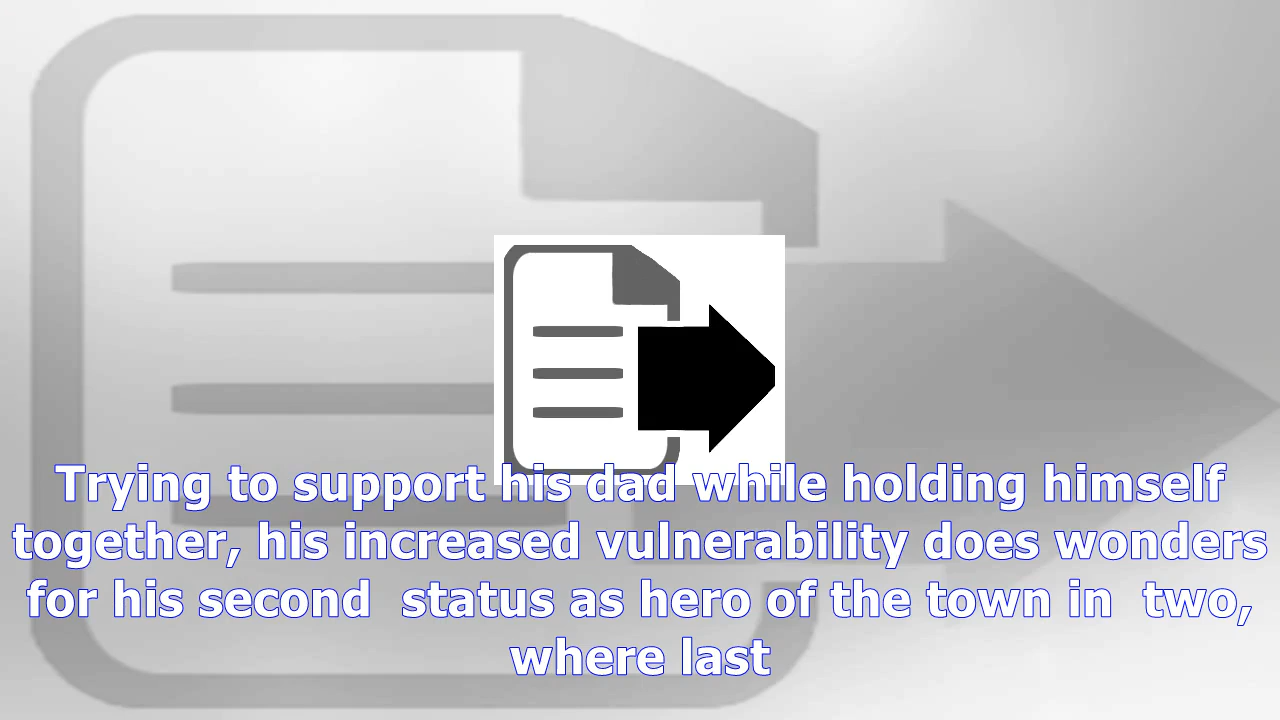 Trying to support his dad while holding himself
together, his increased vulnerability does wonders
for his second  status as hero of the town in  two,
where last